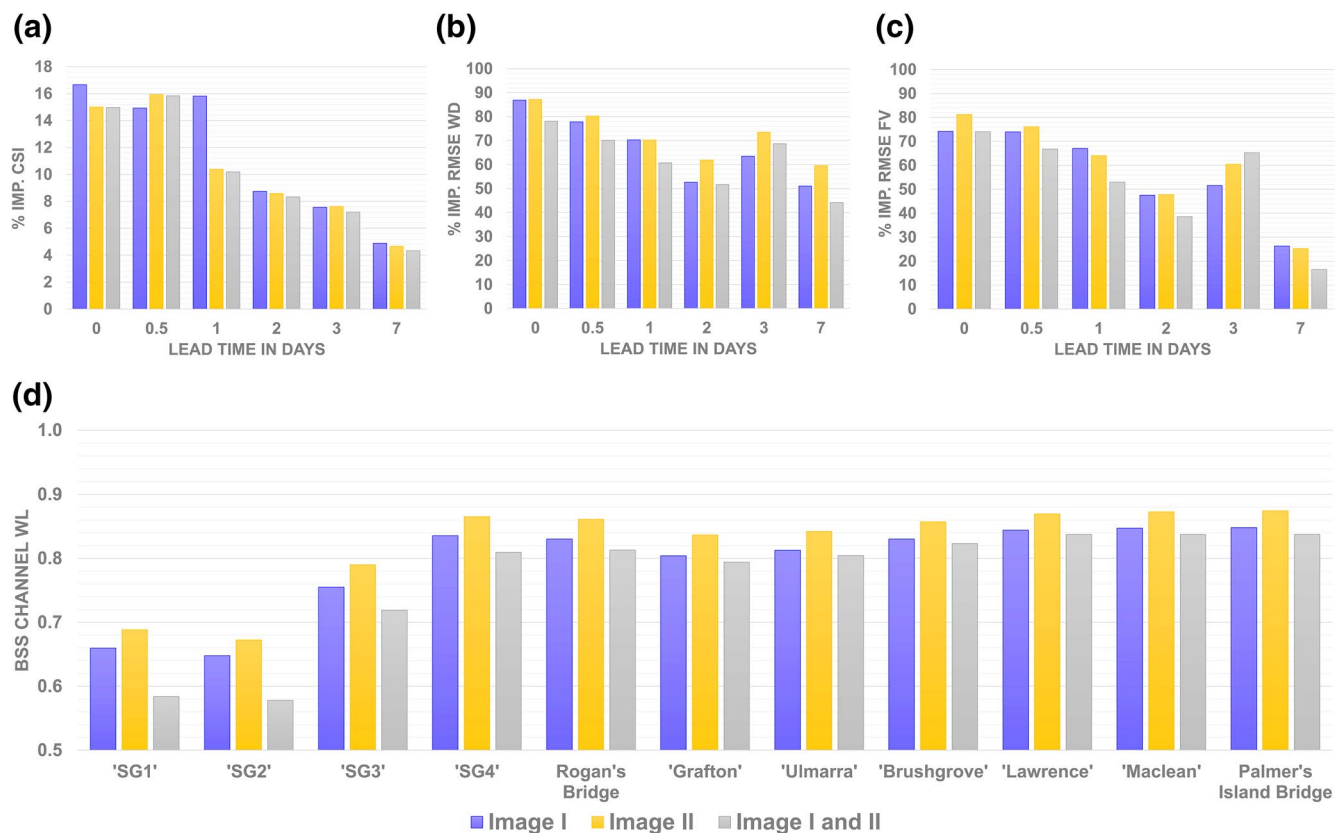 (a)
(b)
(c)
% IMP. CSI
18
16
14
12
10
8
6
4
2
0
0 0.5 1 2 3 7
LEAD TIME IN DAYS
% IMP. RMSE WD
100
90
80
70
60
50
40
30
20
10
0
0 0.5 1 2 3 7
LEAD TIME IN DAYS
% IMP. RMSE FV
100
90
80
70
60
50
40
30
20
10
0
0 0.5 1 2 3 7
LEAD TIME IN DAYS
(d)
BSS CHANNEL WL
1.0
0.9
0.8
0.7
0.6
0.5
'SG1' 'SG2' 'SG3' 'SG4' Rogan's 'Grafton' 'Ulmarra' 'Brushgrove' 'Lawrence' 'Maclean' Palmer's
Bridge Island Bridge
Image I Image II Image I and II